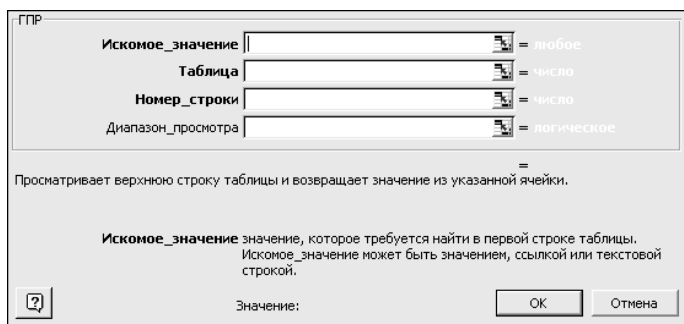 ГПР
Искомое_значение = любое
Таблица = число
Номер_строки = число
Диапазон_просмотра = логическое
=
Просматривает верхнюю строку таблицы и возвращает значение из указанной ячейки.
Искомое_значение значение, которое требуется найти в первой строке таблицы.
Искомое_значение может быть значением, ссылкой или текстовой
строкой.
? Значение: ОК Отмена